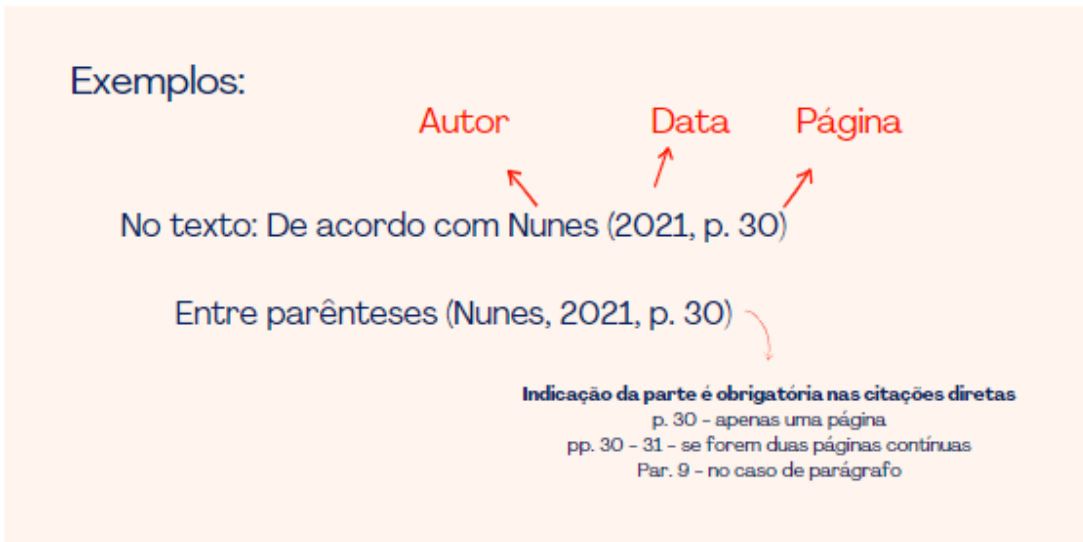 Exemplos:
Autor Data Página
No texto: De acordo com Nunes (2021, p. 30)
Entre parênteses (Nunes, 2021, p. 30)
Indicação da parte é obrigatória nas citações diretas
p. 30 - apenas uma página
pp. 30 - 31 - se forem duas páginas contínuas
Par. 9 - no caso de parágrafo